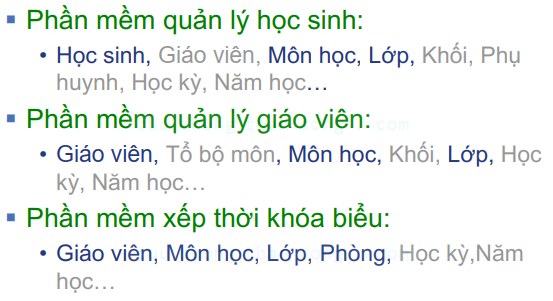 ▪ Phần mềm quản lý học sinh:
• Học sinh, Giáo viên, Môn học, Lớp, Khối, Phụ
huynh, Học kỳ, Năm học…
▪ Phần mềm quản lý giáo viên:
• Giáo viên, Tổ bộ môn, Môn học, Khối, Lớp, Học
kỳ, Năm học…
▪ Phần mềm xếp thời khóa biểu:
• Giáo viên, Môn học, Lớp, Phòng, Học kỳ,Năm
học…